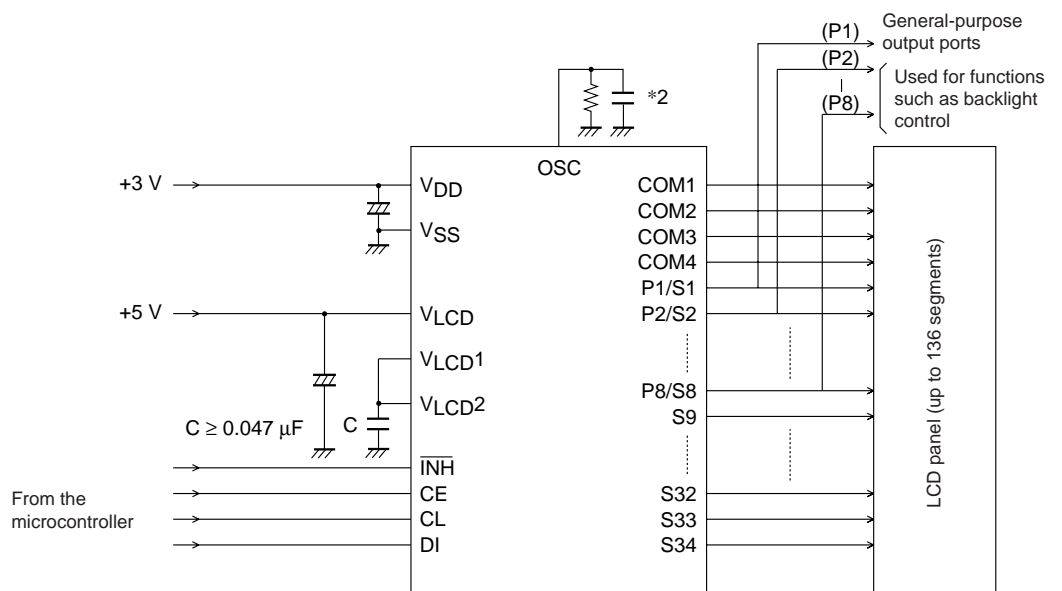 (P1)
General-purpose
output ports
(P2)
(P8)
Used for functions
such as backlight
control
*2
OSC
+3 V
VDD
VSS
+5 V
VLCD
VLCD1
VLCD2
C
C ≥ 0.047 μF
From the
microcontroller
INH
CE
CL
DI
COM1
COM2
COM3
COM4
P1/S1
P2/S2
P8/S8
S9
S32
S33
S34
LCD panel (up to 136 segments)